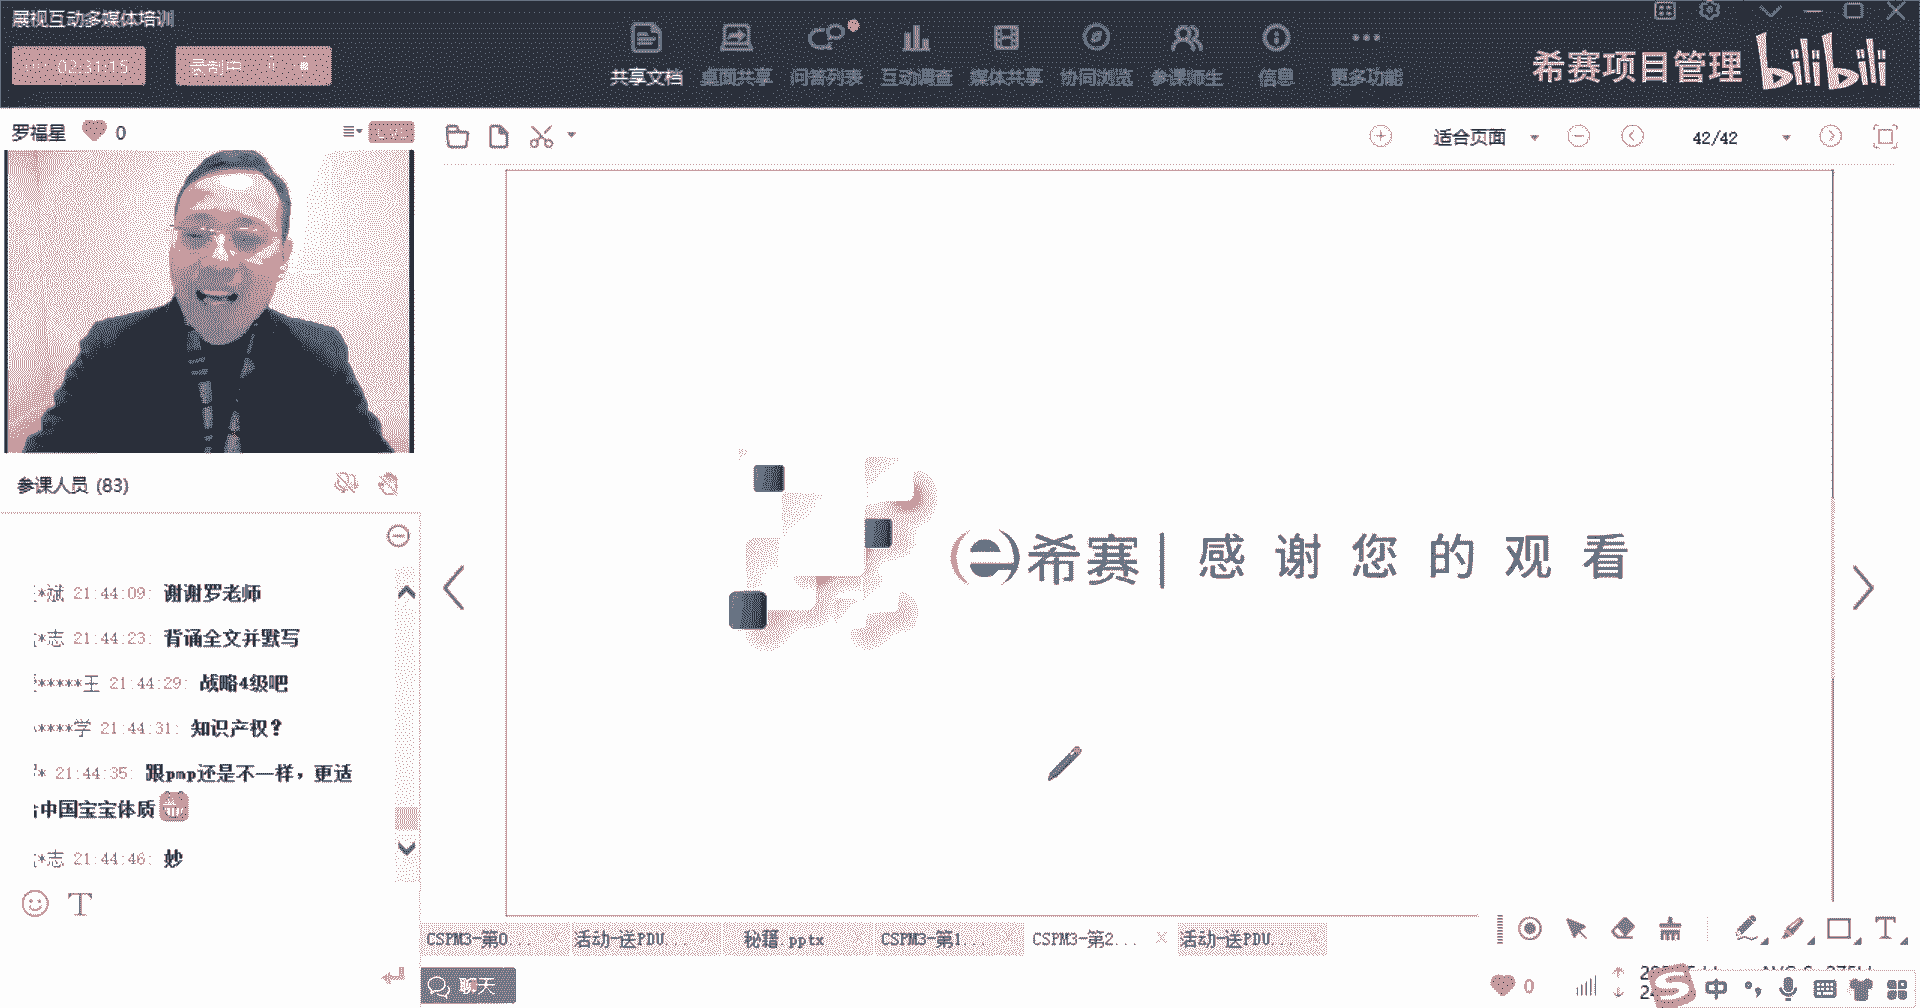 展视互动多媒体培训
02:31:15
录制中
共享文档 桌面共享 问答列表 互动调查 媒体共享 协同浏览 参课师生 信息 更多功能
希赛项目管理 bilibili
罗福星 0
适合页面 42/42
参课人员 (83)
*斌 21:44:09: 谢谢罗老师
*志 21:44:23: 背诵全文并默写
*****王 21:44:29: 战略4级吧
****学 21:44:31: 知识产权?
* 21:44:35: 跟pmp还是不一样，更适
中国宝宝体质
*志 21:44:46: 妙
希赛 | 感谢您的观看
CSPM3-第0... 活动-送PDU... 秘籍.pptx CSPM3-第1... CSPM3-第2... 活动-送PDU...
聊天
0
中